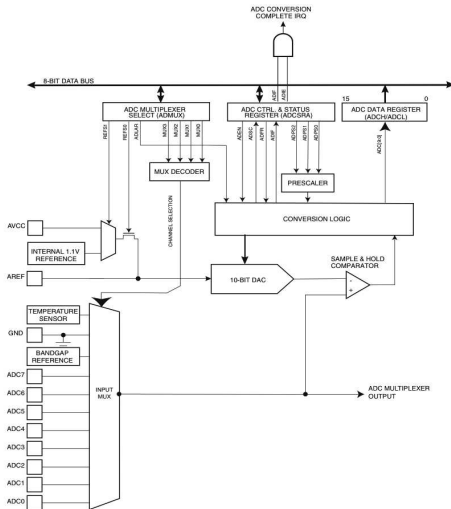 ADC CONVERSION
COMPLETE IRQ
8-BIT DATA BUS
ADIF
ADIE
15
0
ADC MULTIPLEXER
SELECT (ADMUX)
ADC CTRL. & STATUS
REGISTER (ADCSRA)
ADC DATA REGISTER
(ADCH/ADCL)
REFS1
REFS0
ADLAR
MUX3
MUX2
MUX1
MUX0
ADEN
ADSC
ADIF
ADPS2
ADPS1
ADPS0
ADC[9:0]
MUX DECODER
PRESCALER
CHANNEL SELECTION
CONVERSION LOGIC
AVCC
INTERNAL 1.1V
REFERENCE
AREF
SAMPLE & HOLD
COMPARATOR
10-BIT DAC
-
+
TEMPERATURE
SENSOR
GND
BANDGAP
REFERENCE
ADC7
ADC6
ADC5
ADC4
ADC3
ADC2
ADC1
ADC0
INPUT
MUX
ADC MULTIPLEXER
OUTPUT